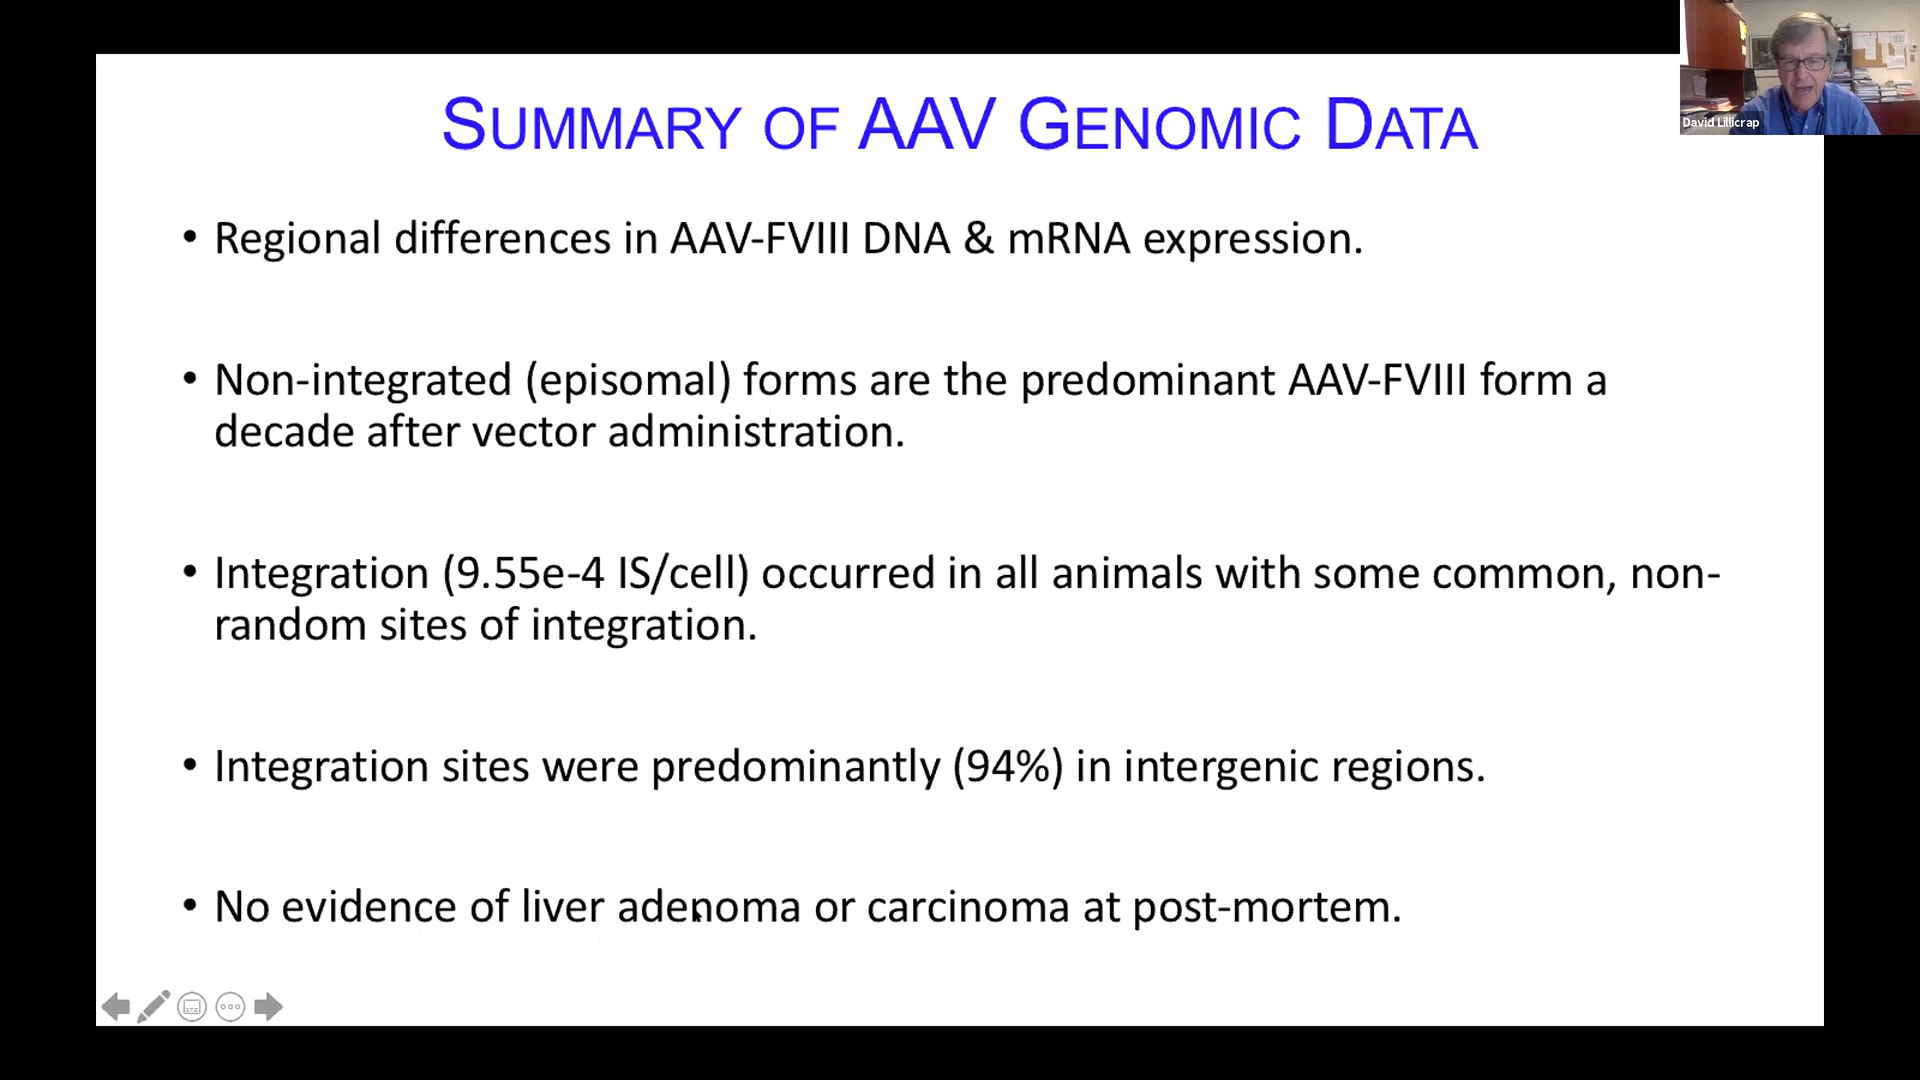 SUMMARY OF AAV GENOMIC DATA
David Lillicrap
• Regional differences in AAV-FVIII DNA & mRNA expression.
• Non-integrated (episomal) forms are the predominant AAV-FVIII form a
decade after vector administration.
• Integration (9.55e-4 IS/cell) occurred in all animals with some common, non-
random sites of integration.
• Integration sites were predominantly (94%) in intergenic regions.
• No evidence of liver adenoma or carcinoma at post-mortem.